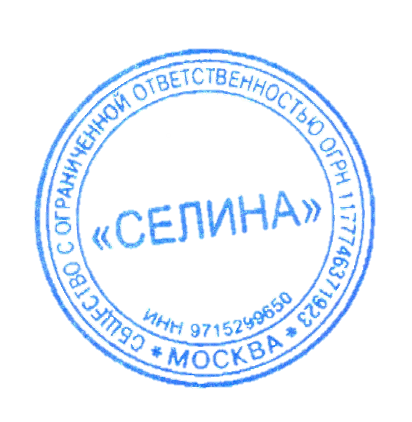 ОБЩЕСТВО С ОГРАНИЧЕННОЙ ОТВЕТСТВЕННОСТЬЮ ОГРН 1177746371923
«СЕЛИНА»
ИНН 9715299650
* МОСКВА *